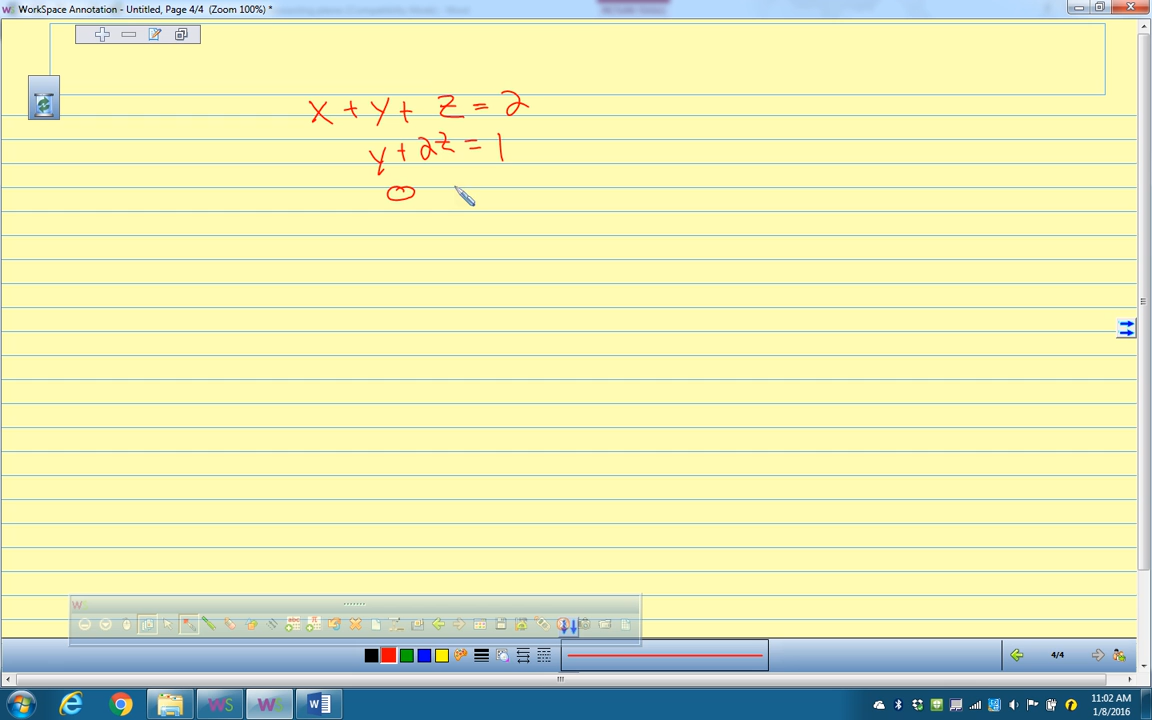 WorkSpace Annotation - Untitled, Page 4/4 (Zoom 100%) *
x + y + z = 2
y + 2z = 1
0
4/4
11:02 AM
1/8/2016